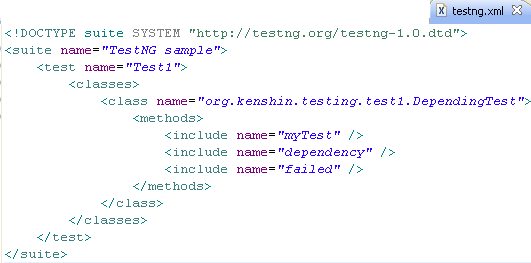 testng.xml
<!DOCTYPE suite SYSTEM "http://testng.org/testng-1.0.dtd">
<suite name="TestNG sample">
<test name="Test1">
<classes>
<class name="org.kenshin.testing.test1.DependingTest">
<methods>
<include name="myTest" />
<include name="dependency" />
<include name="failed" />
</methods>
</class>
</classes>
</test>
</suite>